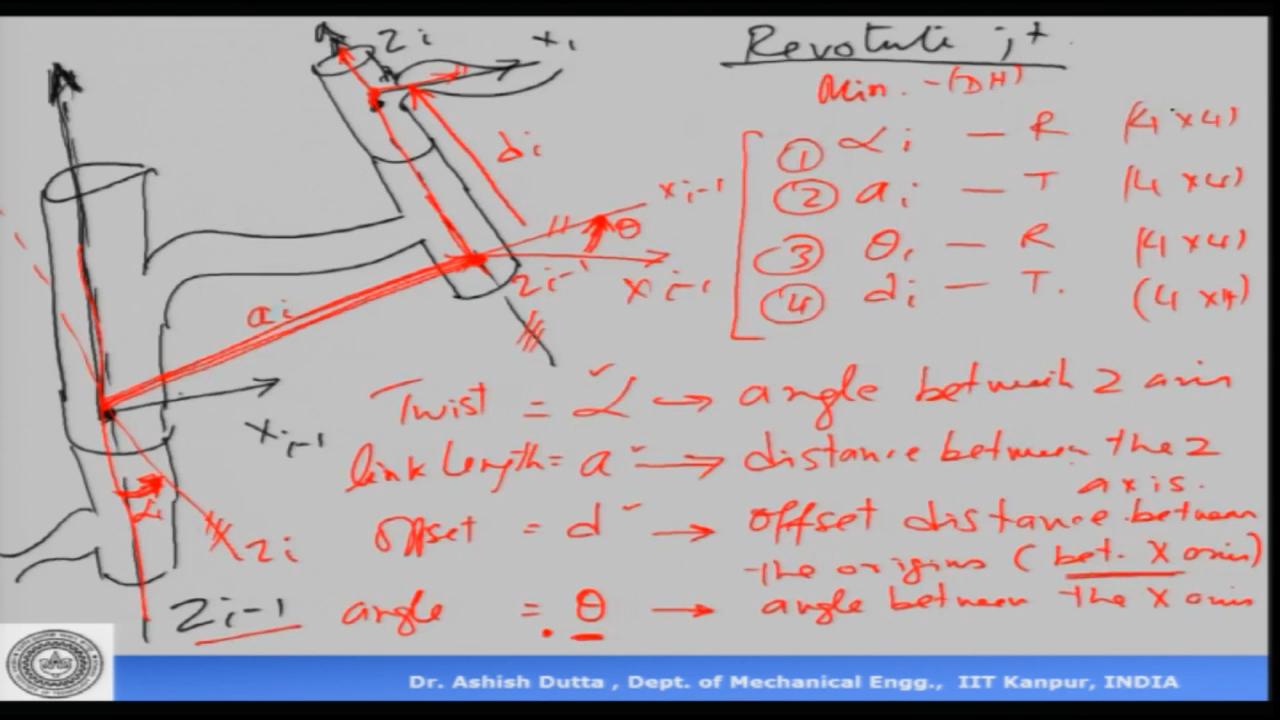 Revolute jt.
Min. - (DH)
① αi - R (4×4)
② ai - T (4×4)
③ θi - R (4×4)
④ di - T. (4×4)
Zi
xi
di
xi-1
θ
Zi-1
xi-1
ai
xi-1
α
Zi
Zi-1
Twist = α → angle between 2 axis
link length = a → distance between the 2
axis.
offset = d → offset distance between
the origins (bet. X axis)
angle = θ → angle between the X axis
Dr. Ashish Dutta , Dept. of Mechanical Engg., IIT Kanpur, INDIA